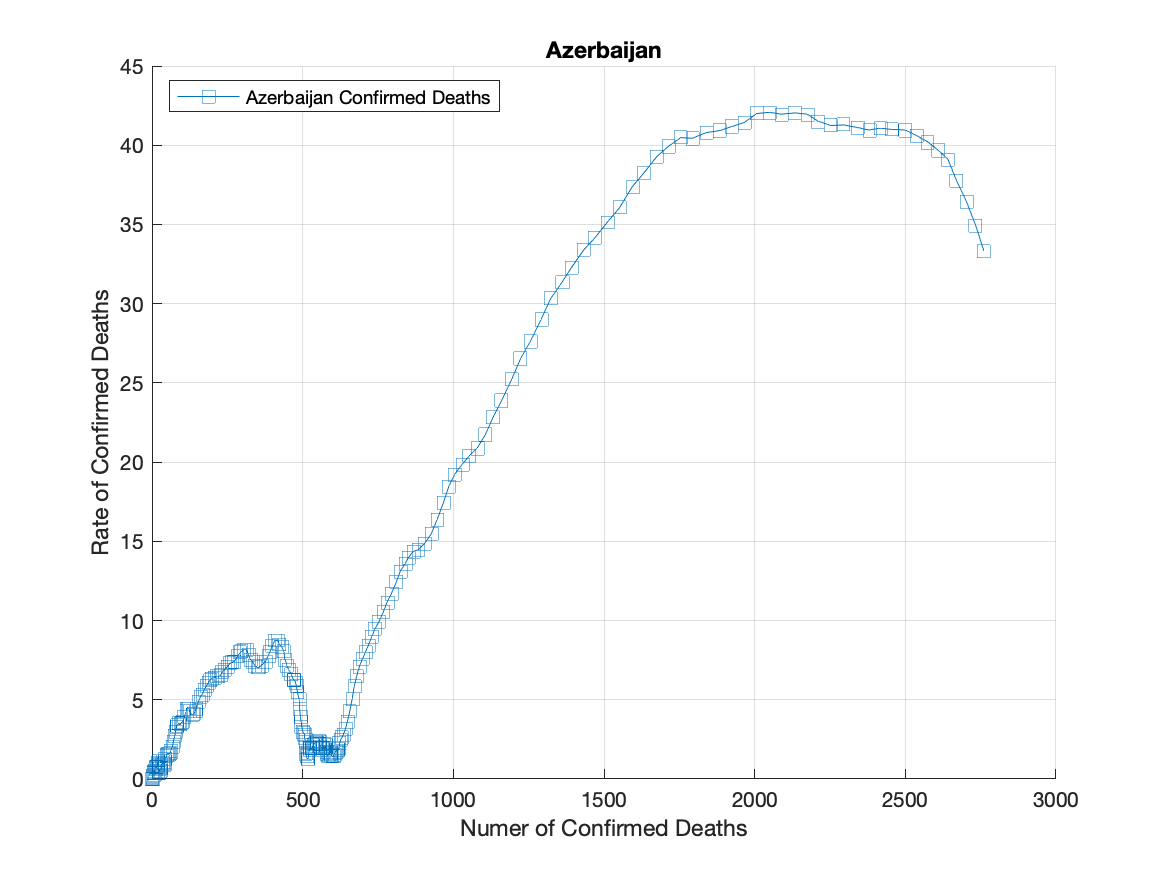 Azerbaijan
Azerbaijan Confirmed Deaths
45
40
35
30
25
20
15
10
5
0
Rate of Confirmed Deaths
0 500 1000 1500 2000 2500 3000
Numer of Confirmed Deaths